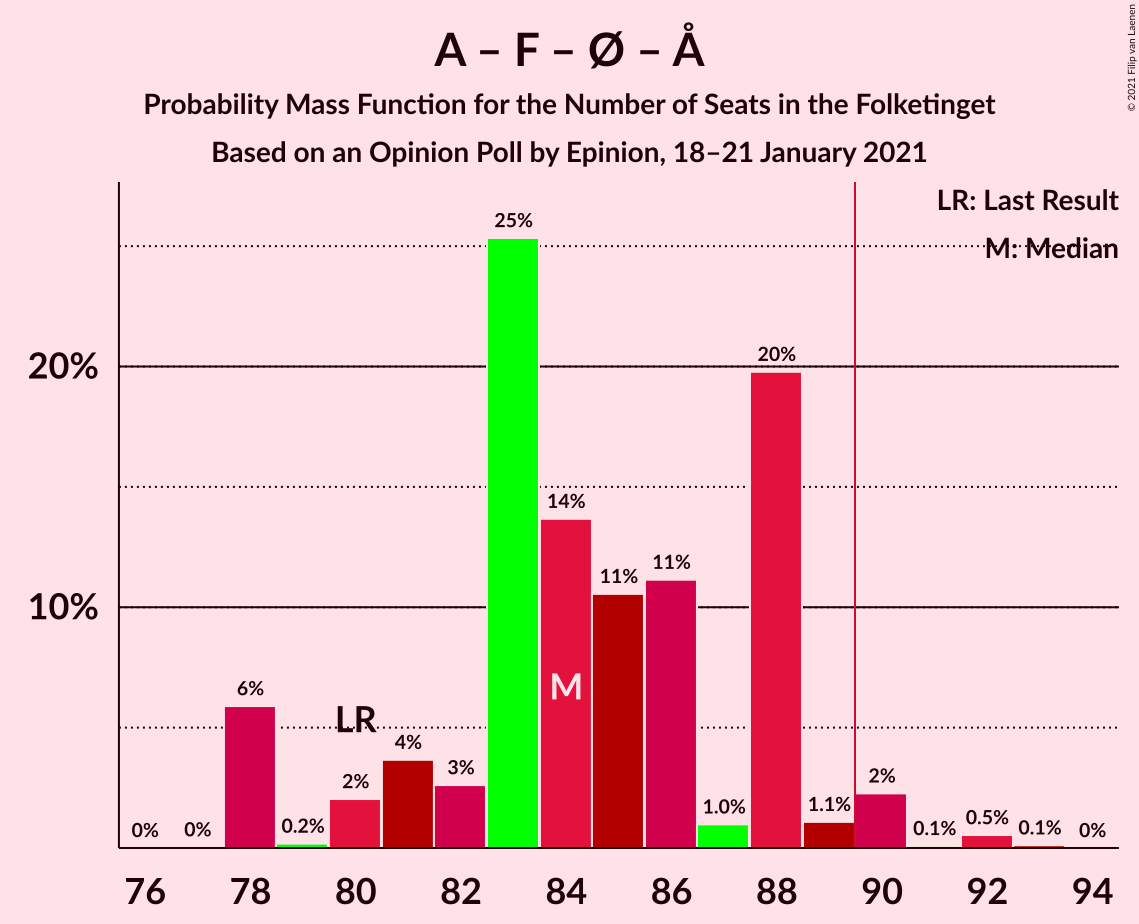 A – F – Ø – Å
Probability Mass Function for the Number of Seats in the Folketinget
Based on an Opinion Poll by Epinion, 18–21 January 2021
© 2021 Filip van Laenen
LR: Last Result
M: Median
20%
10%
0%
0%
6%
0.2%
2%
LR
4%
3%
25%
14%
M
11%
11%
1.0%
20%
1.1%
2%
0.1%
0.5%
0.1%
0%
76 78 80 82 84 86 88 90 92 94